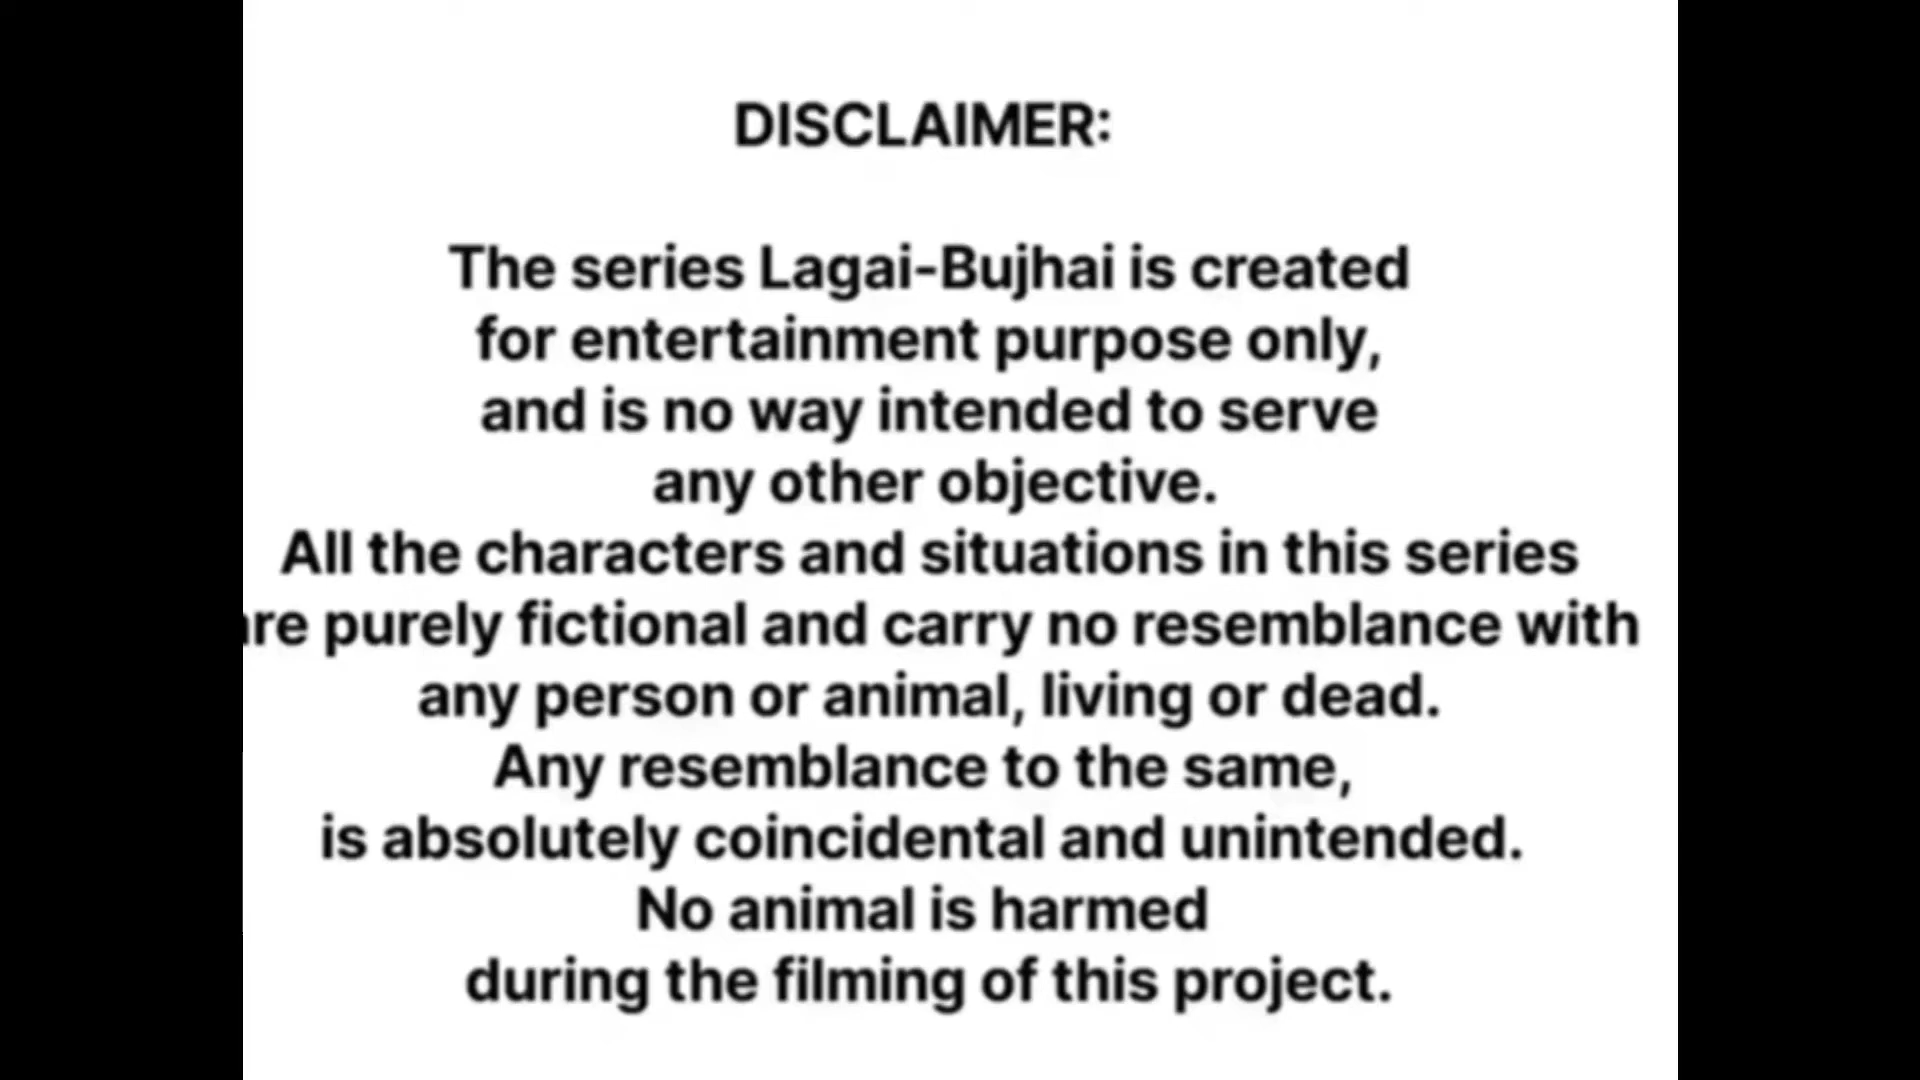 DISCLAIMER:
The series Lagai-Bujhai is created
for entertainment purpose only,
and is no way intended to serve
any other objective.
All the characters and situations in this series
re purely fictional and carry no resemblance with
any person or animal, living or dead.
Any resemblance to the same,
is absolutely coincidental and unintended.
No animal is harmed
during the filming of this project.